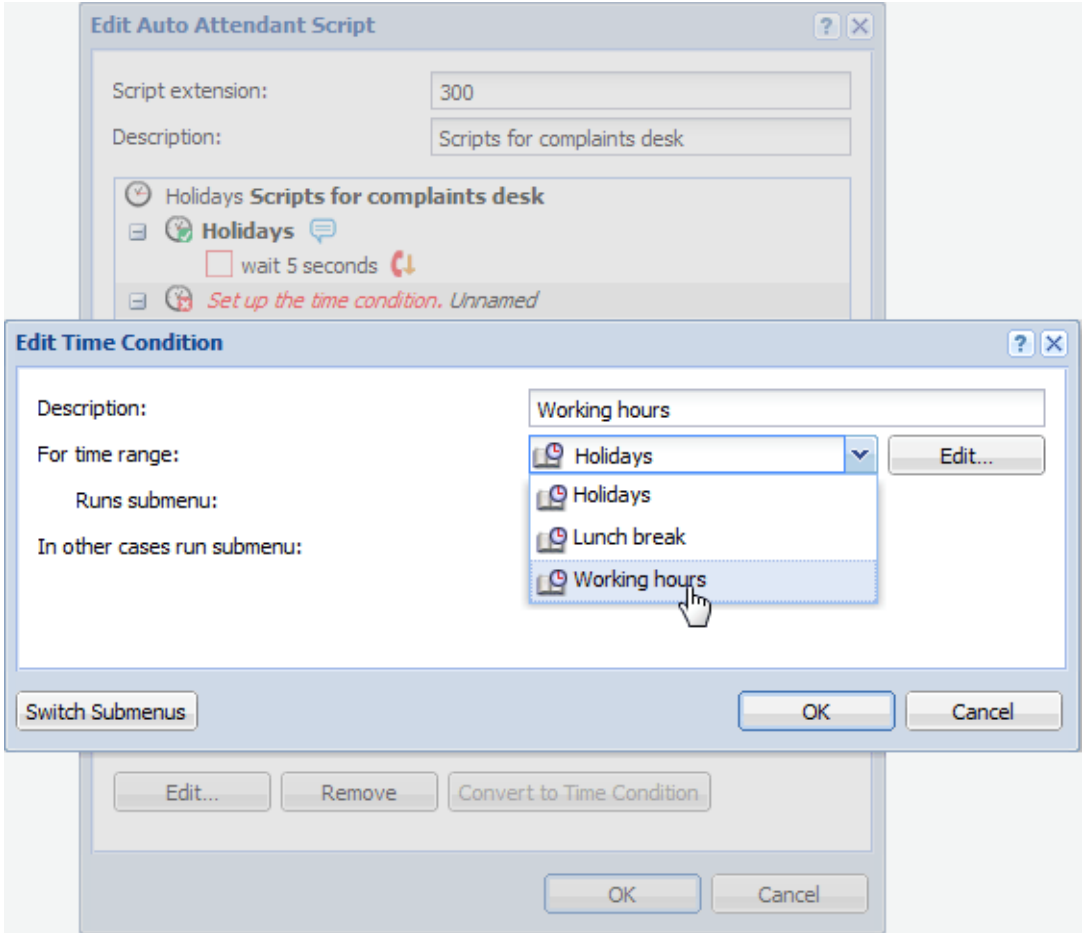 Edit Auto Attendant Script
Script extension: 300
Description: Scripts for complaints desk
Holidays Scripts for complaints desk
Holidays
wait 5 seconds
Set up the time condition. Unnamed
Edit Time Condition
Description: Working hours
For time range: Holidays Edit...
Runs submenu: Holidays
In other cases run submenu: Lunch break
Working hours
Switch Submenus OK Cancel
Edit... Remove Convert to Time Condition
OK Cancel